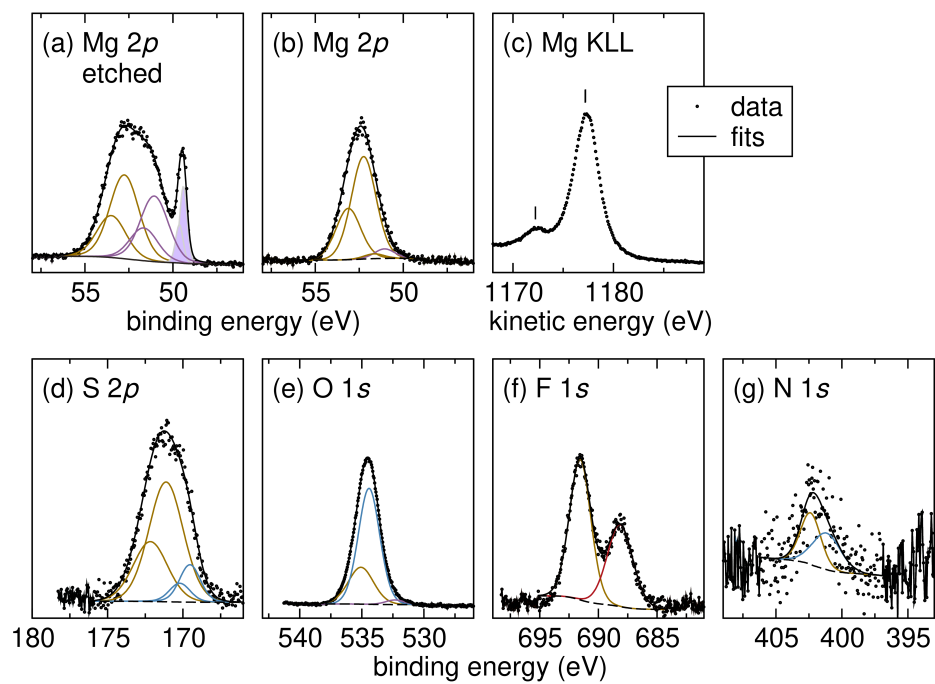 (a) Mg 2p
etched
(b) Mg 2p
(c) Mg KLL
data
fits
55 50
55 50
1170 1180
binding energy (eV)
kinetic energy (eV)
(d) S 2p
(e) O 1s
(f) F 1s
(g) N 1s
180 175 170
540 535 530
695 690 685
405 400 395
binding energy (eV)